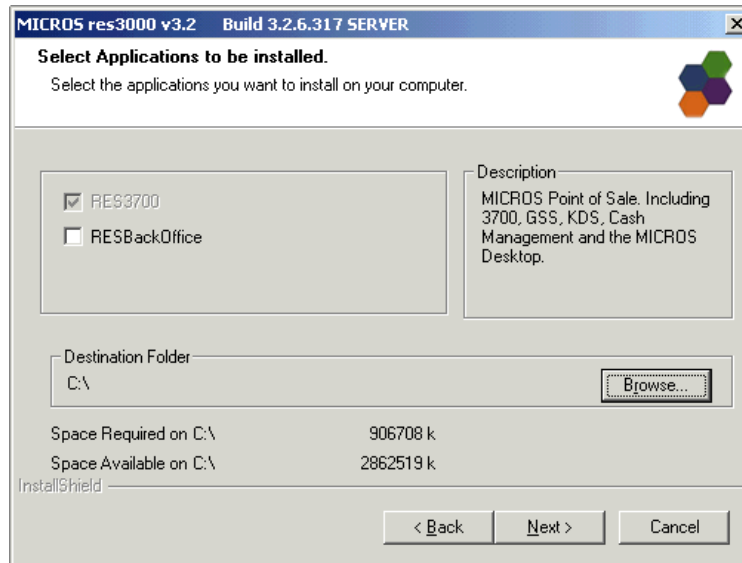 MICROS res3000 v3.2 Build 3.2.6.317 SERVER
Select Applications to be installed.
Select the applications you want to install on your computer.
RES3700
RESBackOffice
Description
MICROS Point of Sale. Including
3700, GSS, KDS, Cash
Management and the MICROS
Desktop.
Destination Folder
C:\
Browse...
Space Required on C:\ 906708 k
Space Available on C:\ 2862519 k
InstallShield
< Back Next > Cancel